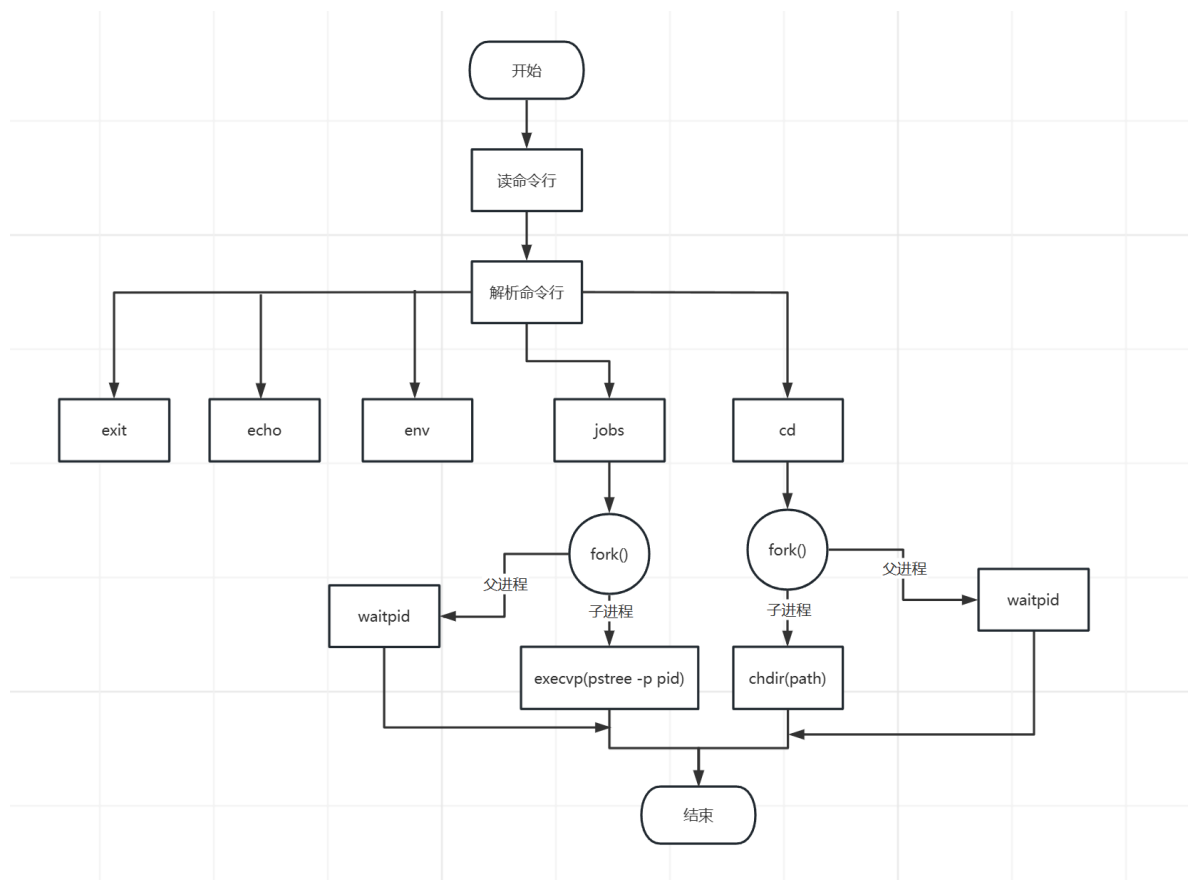 开始
读命令行
解析命令行
exit
echo
env
jobs
cd
fork()
fork()
父进程
父进程
waitpid
子进程
子进程
waitpid
execvp(pstree -p pid)
chdir(path)
结束